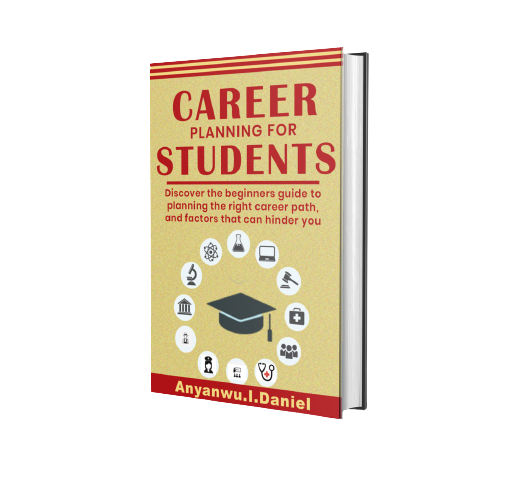 CAREER
PLANNING FOR
STUDENTS
Discover the beginners guide to
planning the right career path,
and factors that can hinder you
Anyanwu.I.Daniel